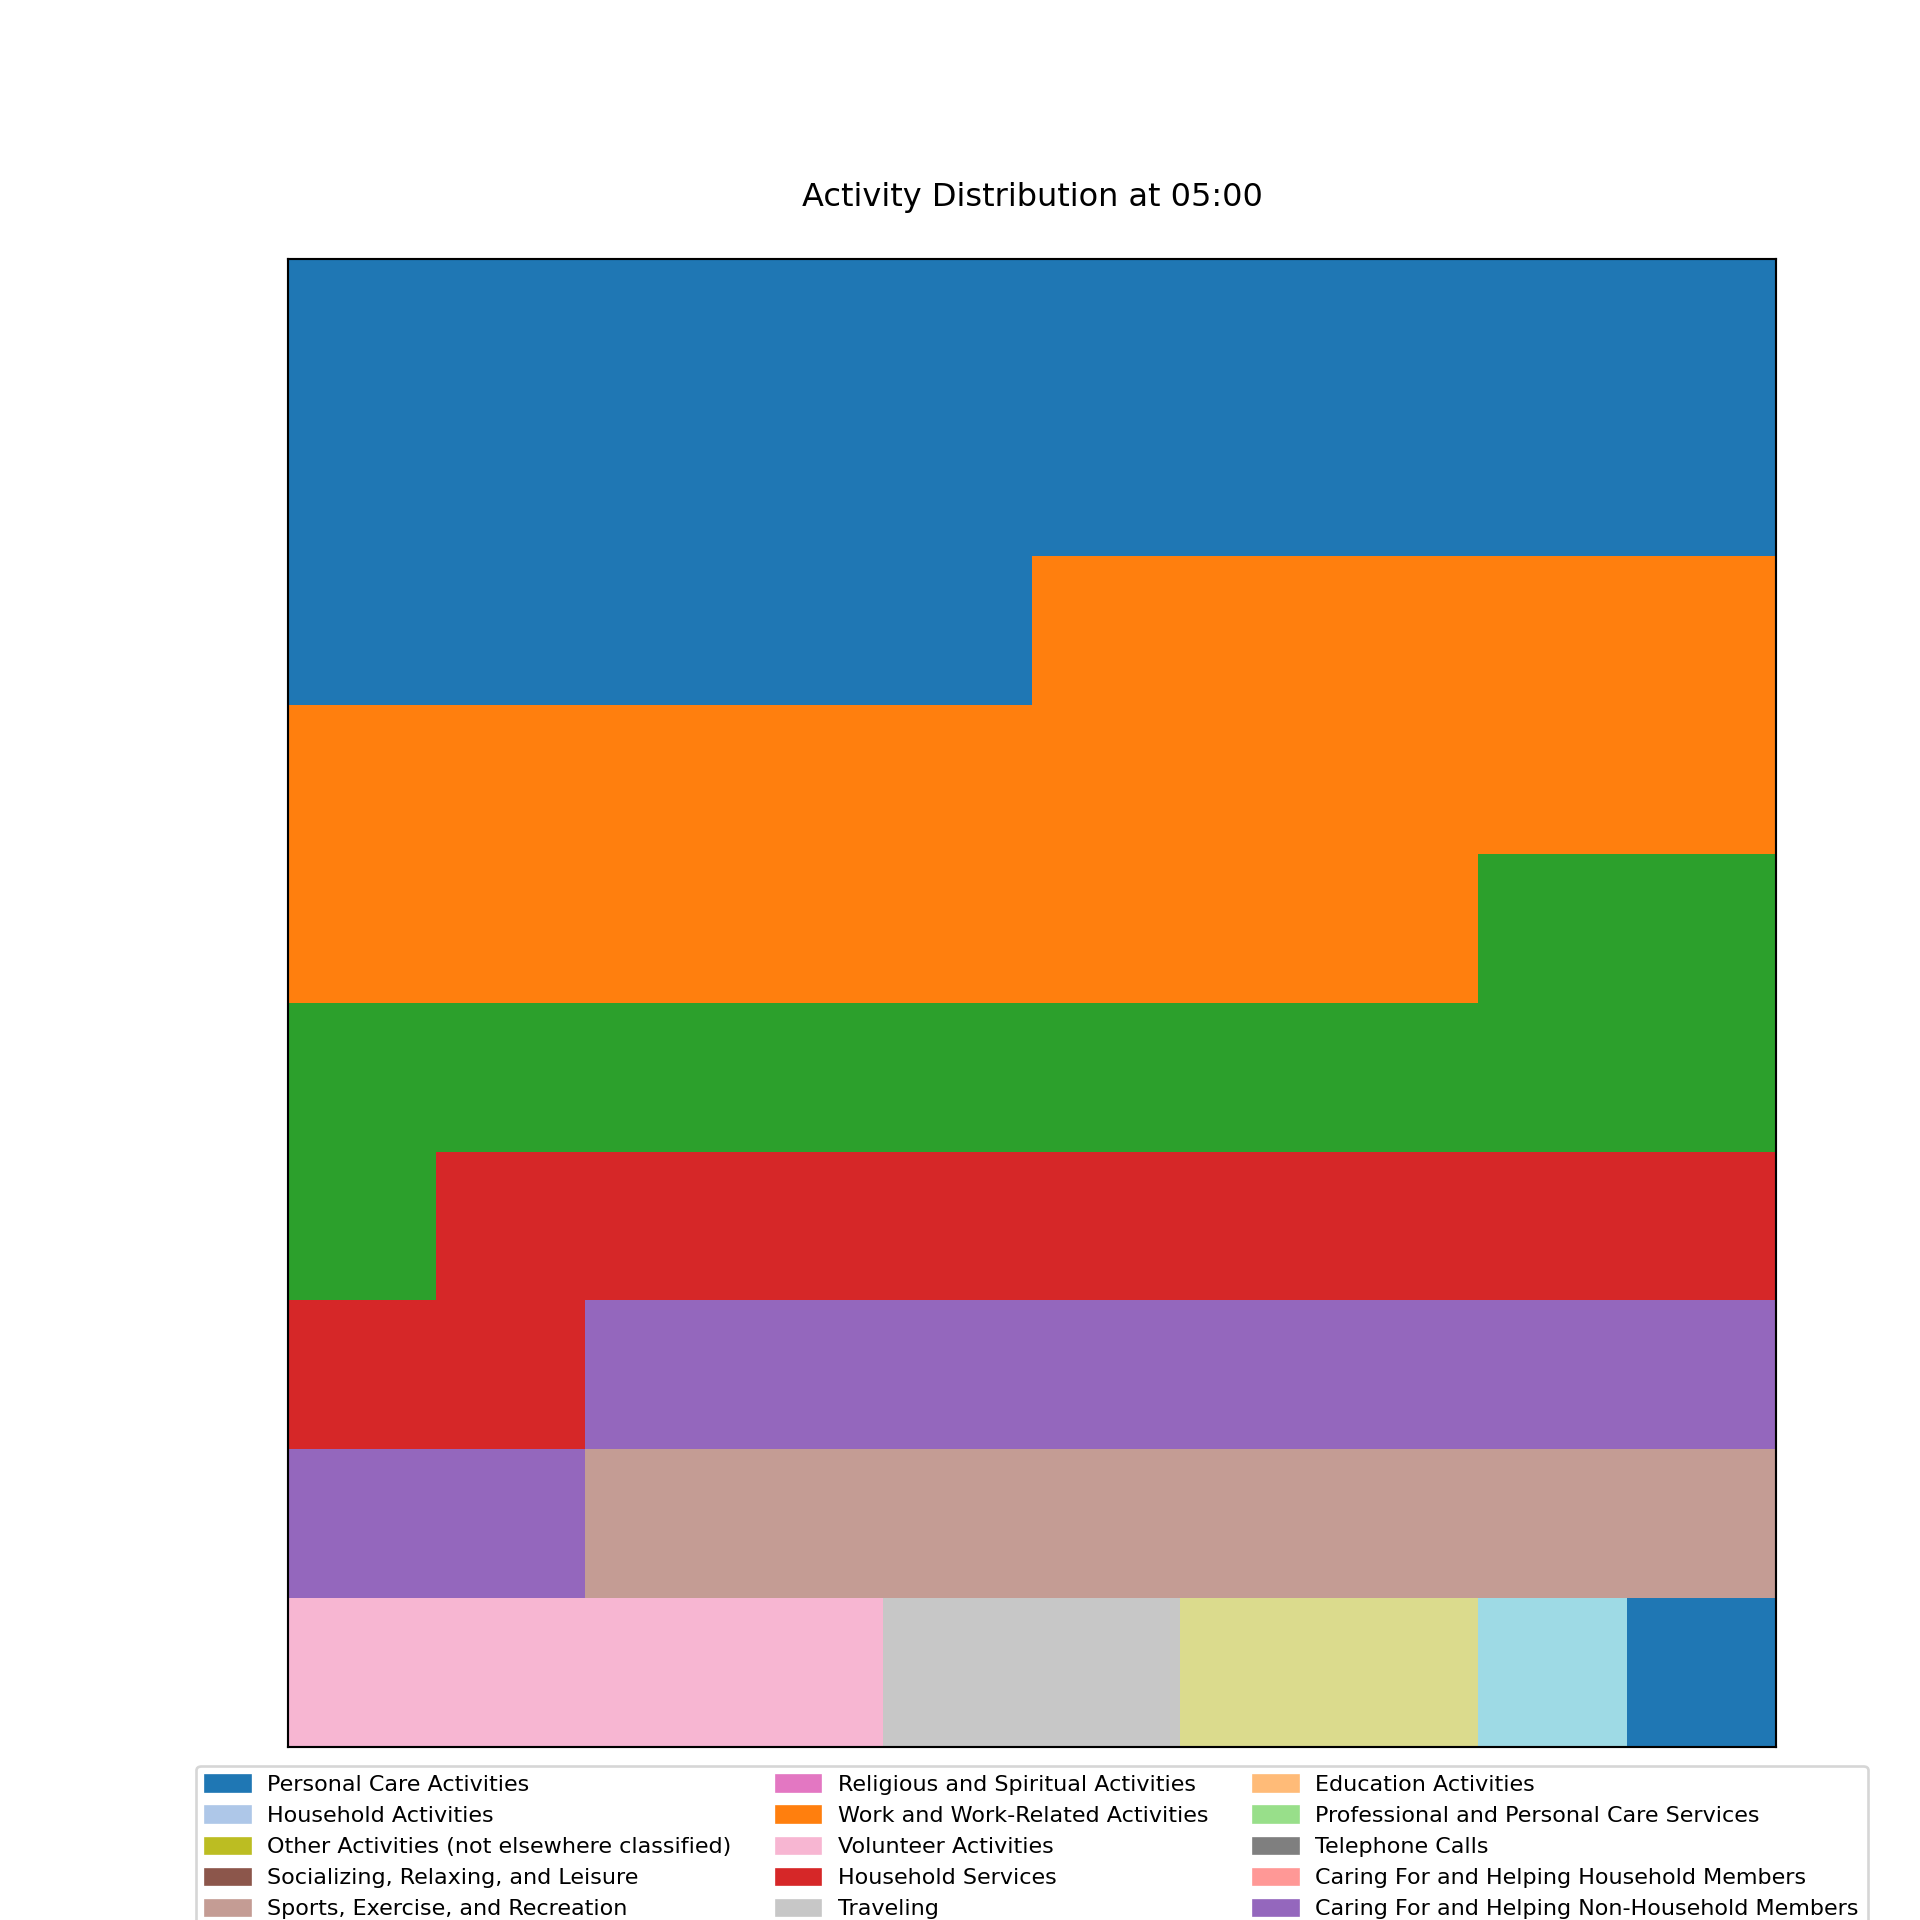 Activity Distribution at 05:00
Personal Care Activities
Household Activities
Other Activities (not elsewhere classified)
Socializing, Relaxing, and Leisure
Sports, Exercise, and Recreation
Religious and Spiritual Activities
Work and Work-Related Activities
Volunteer Activities
Household Services
Traveling
Education Activities
Professional and Personal Care Services
Telephone Calls
Caring For and Helping Household Members
Caring For and Helping Non-Household Members